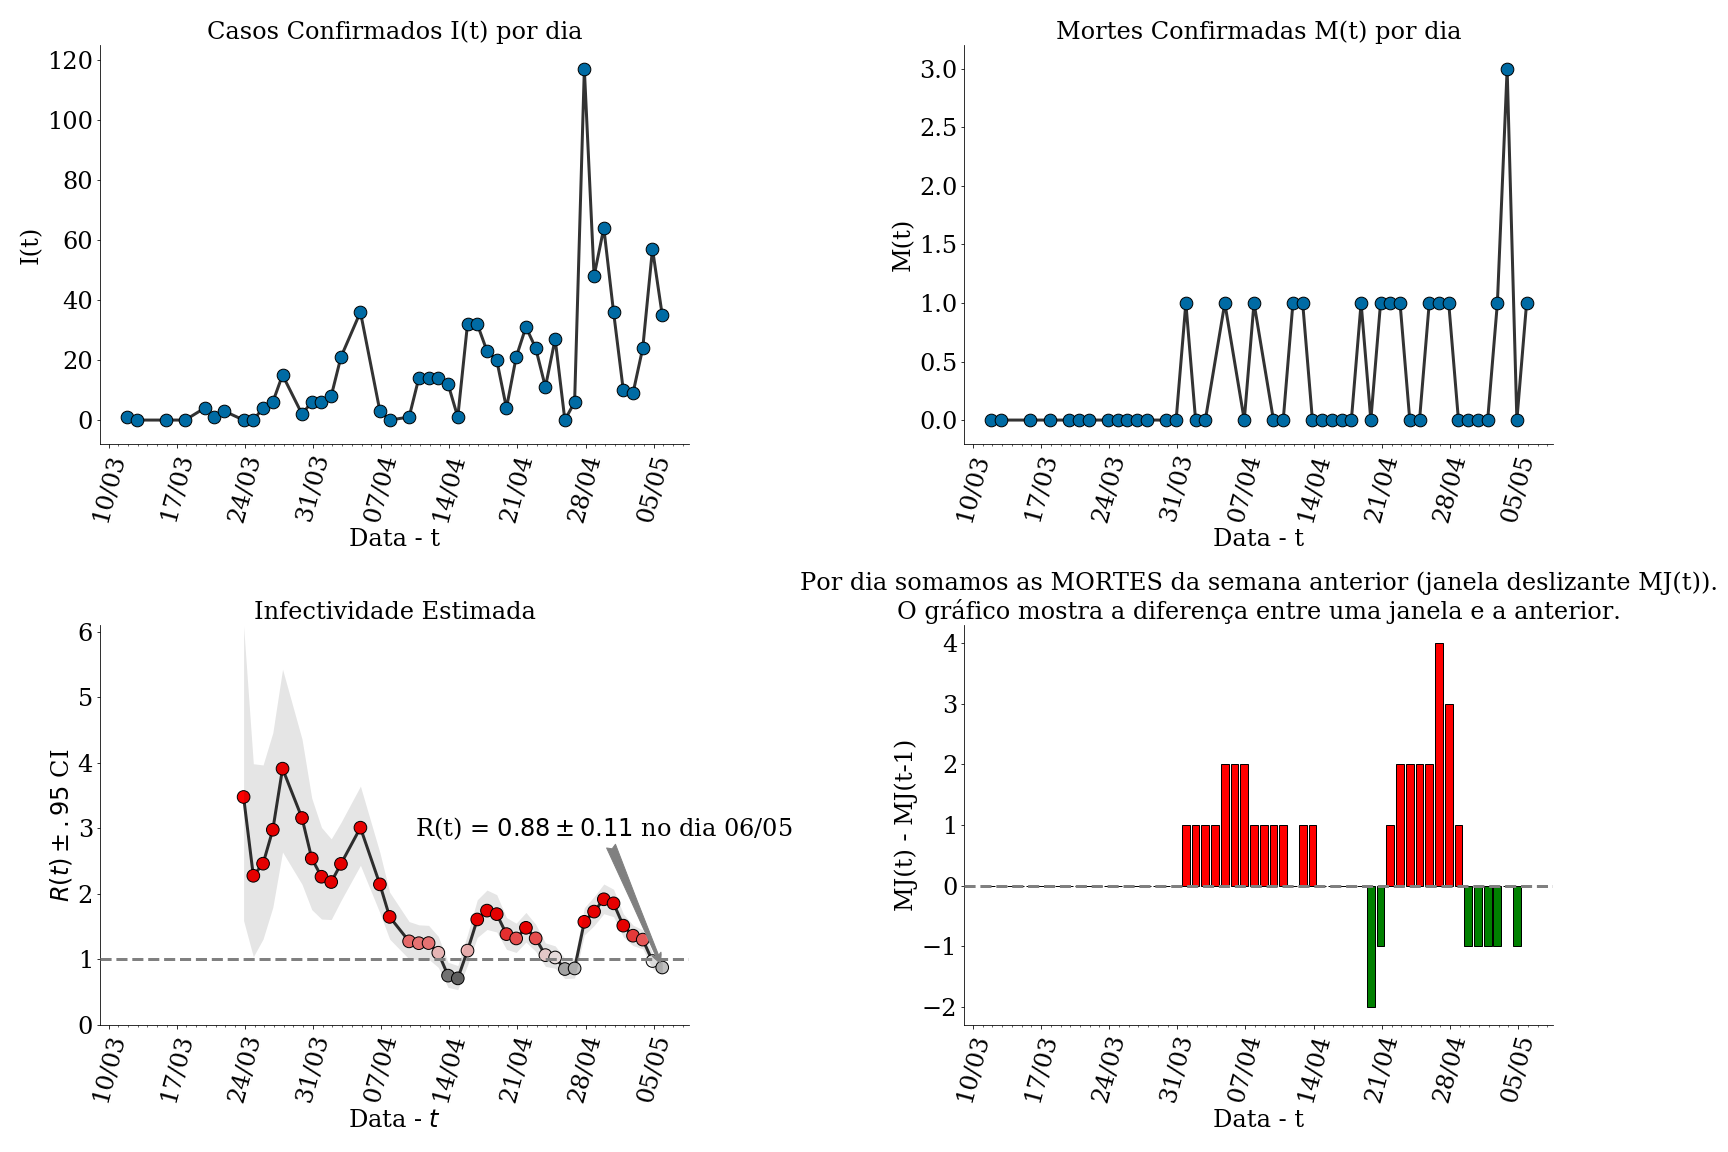 Casos Confirmados I(t) por dia
I(t)
120
100
80
60
40
20
0
10/03 17/03 24/03 31/03 07/04 14/04 21/04 28/04 05/05
Data - t
Mortes Confirmadas M(t) por dia
M(t)
3.0
2.5
2.0
1.5
1.0
0.5
0.0
10/03 17/03 24/03 31/03 07/04 14/04 21/04 28/04 05/05
Data - t
Infectividade Estimada
R(t) ± .95 CI
6
5
4
3
2
1
0
R(t) = 0.88 ± 0.11 no dia 06/05
10/03 17/03 24/03 31/03 07/04 14/04 21/04 28/04 05/05
Data - t
Por dia somamos as MORTES da semana anterior (janela deslizante MJ(t)).
O gráfico mostra a diferença entre uma janela e a anterior.
MJ(t) - MJ(t-1)
4
3
2
1
0
−1
−2
10/03 17/03 24/03 31/03 07/04 14/04 21/04 28/04 05/05
Data - t